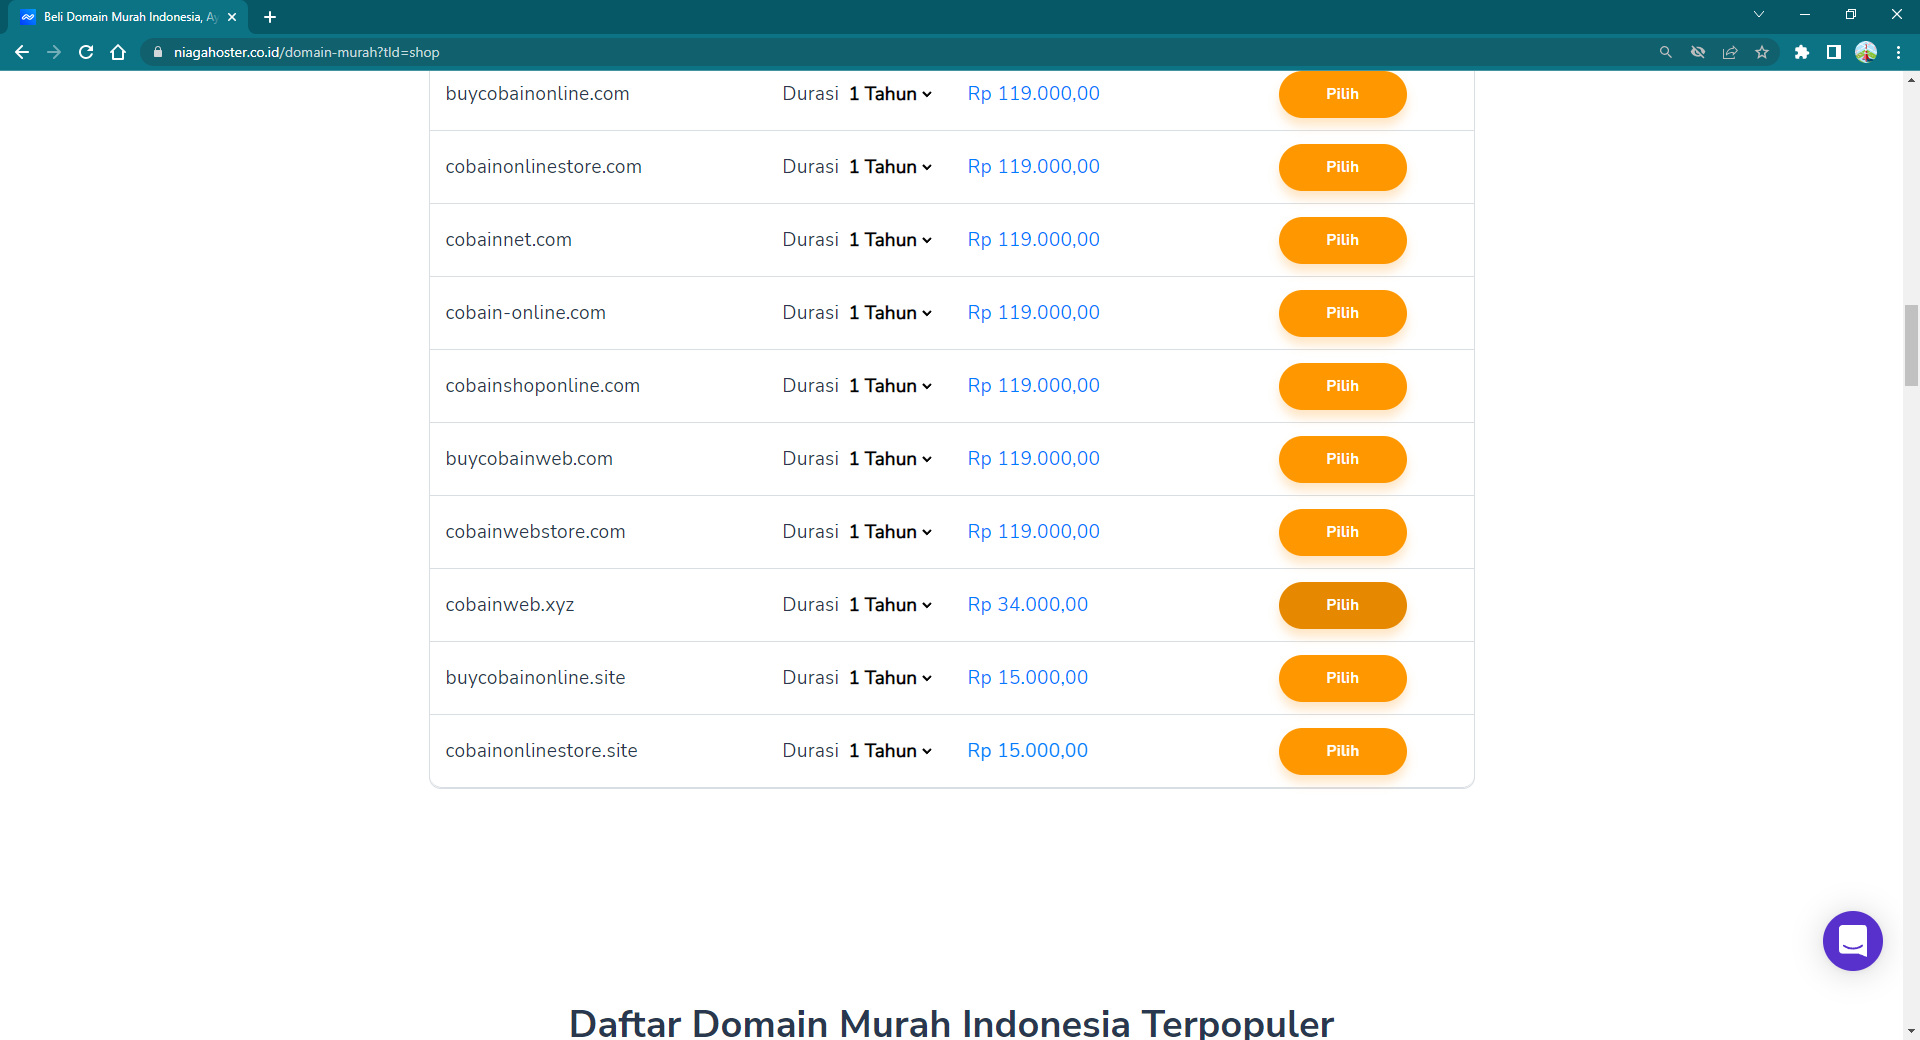 Beli Domain Murah Indonesia, Ay
niagahoster.co.id/domain-murah?tld=shop
buycobainonline.com Durasi 1 Tahun Rp 119.000,00 Pilih
cobainonlinestore.com Durasi 1 Tahun Rp 119.000,00 Pilih
cobainnet.com Durasi 1 Tahun Rp 119.000,00 Pilih
cobain-online.com Durasi 1 Tahun Rp 119.000,00 Pilih
cobainshoponline.com Durasi 1 Tahun Rp 119.000,00 Pilih
buycobainweb.com Durasi 1 Tahun Rp 119.000,00 Pilih
cobainwebstore.com Durasi 1 Tahun Rp 119.000,00 Pilih
cobainweb.xyz Durasi 1 Tahun Rp 34.000,00 Pilih
buycobainonline.site Durasi 1 Tahun Rp 15.000,00 Pilih
cobainonlinestore.site Durasi 1 Tahun Rp 15.000,00 Pilih
Daftar Domain Murah Indonesia Terpopuler